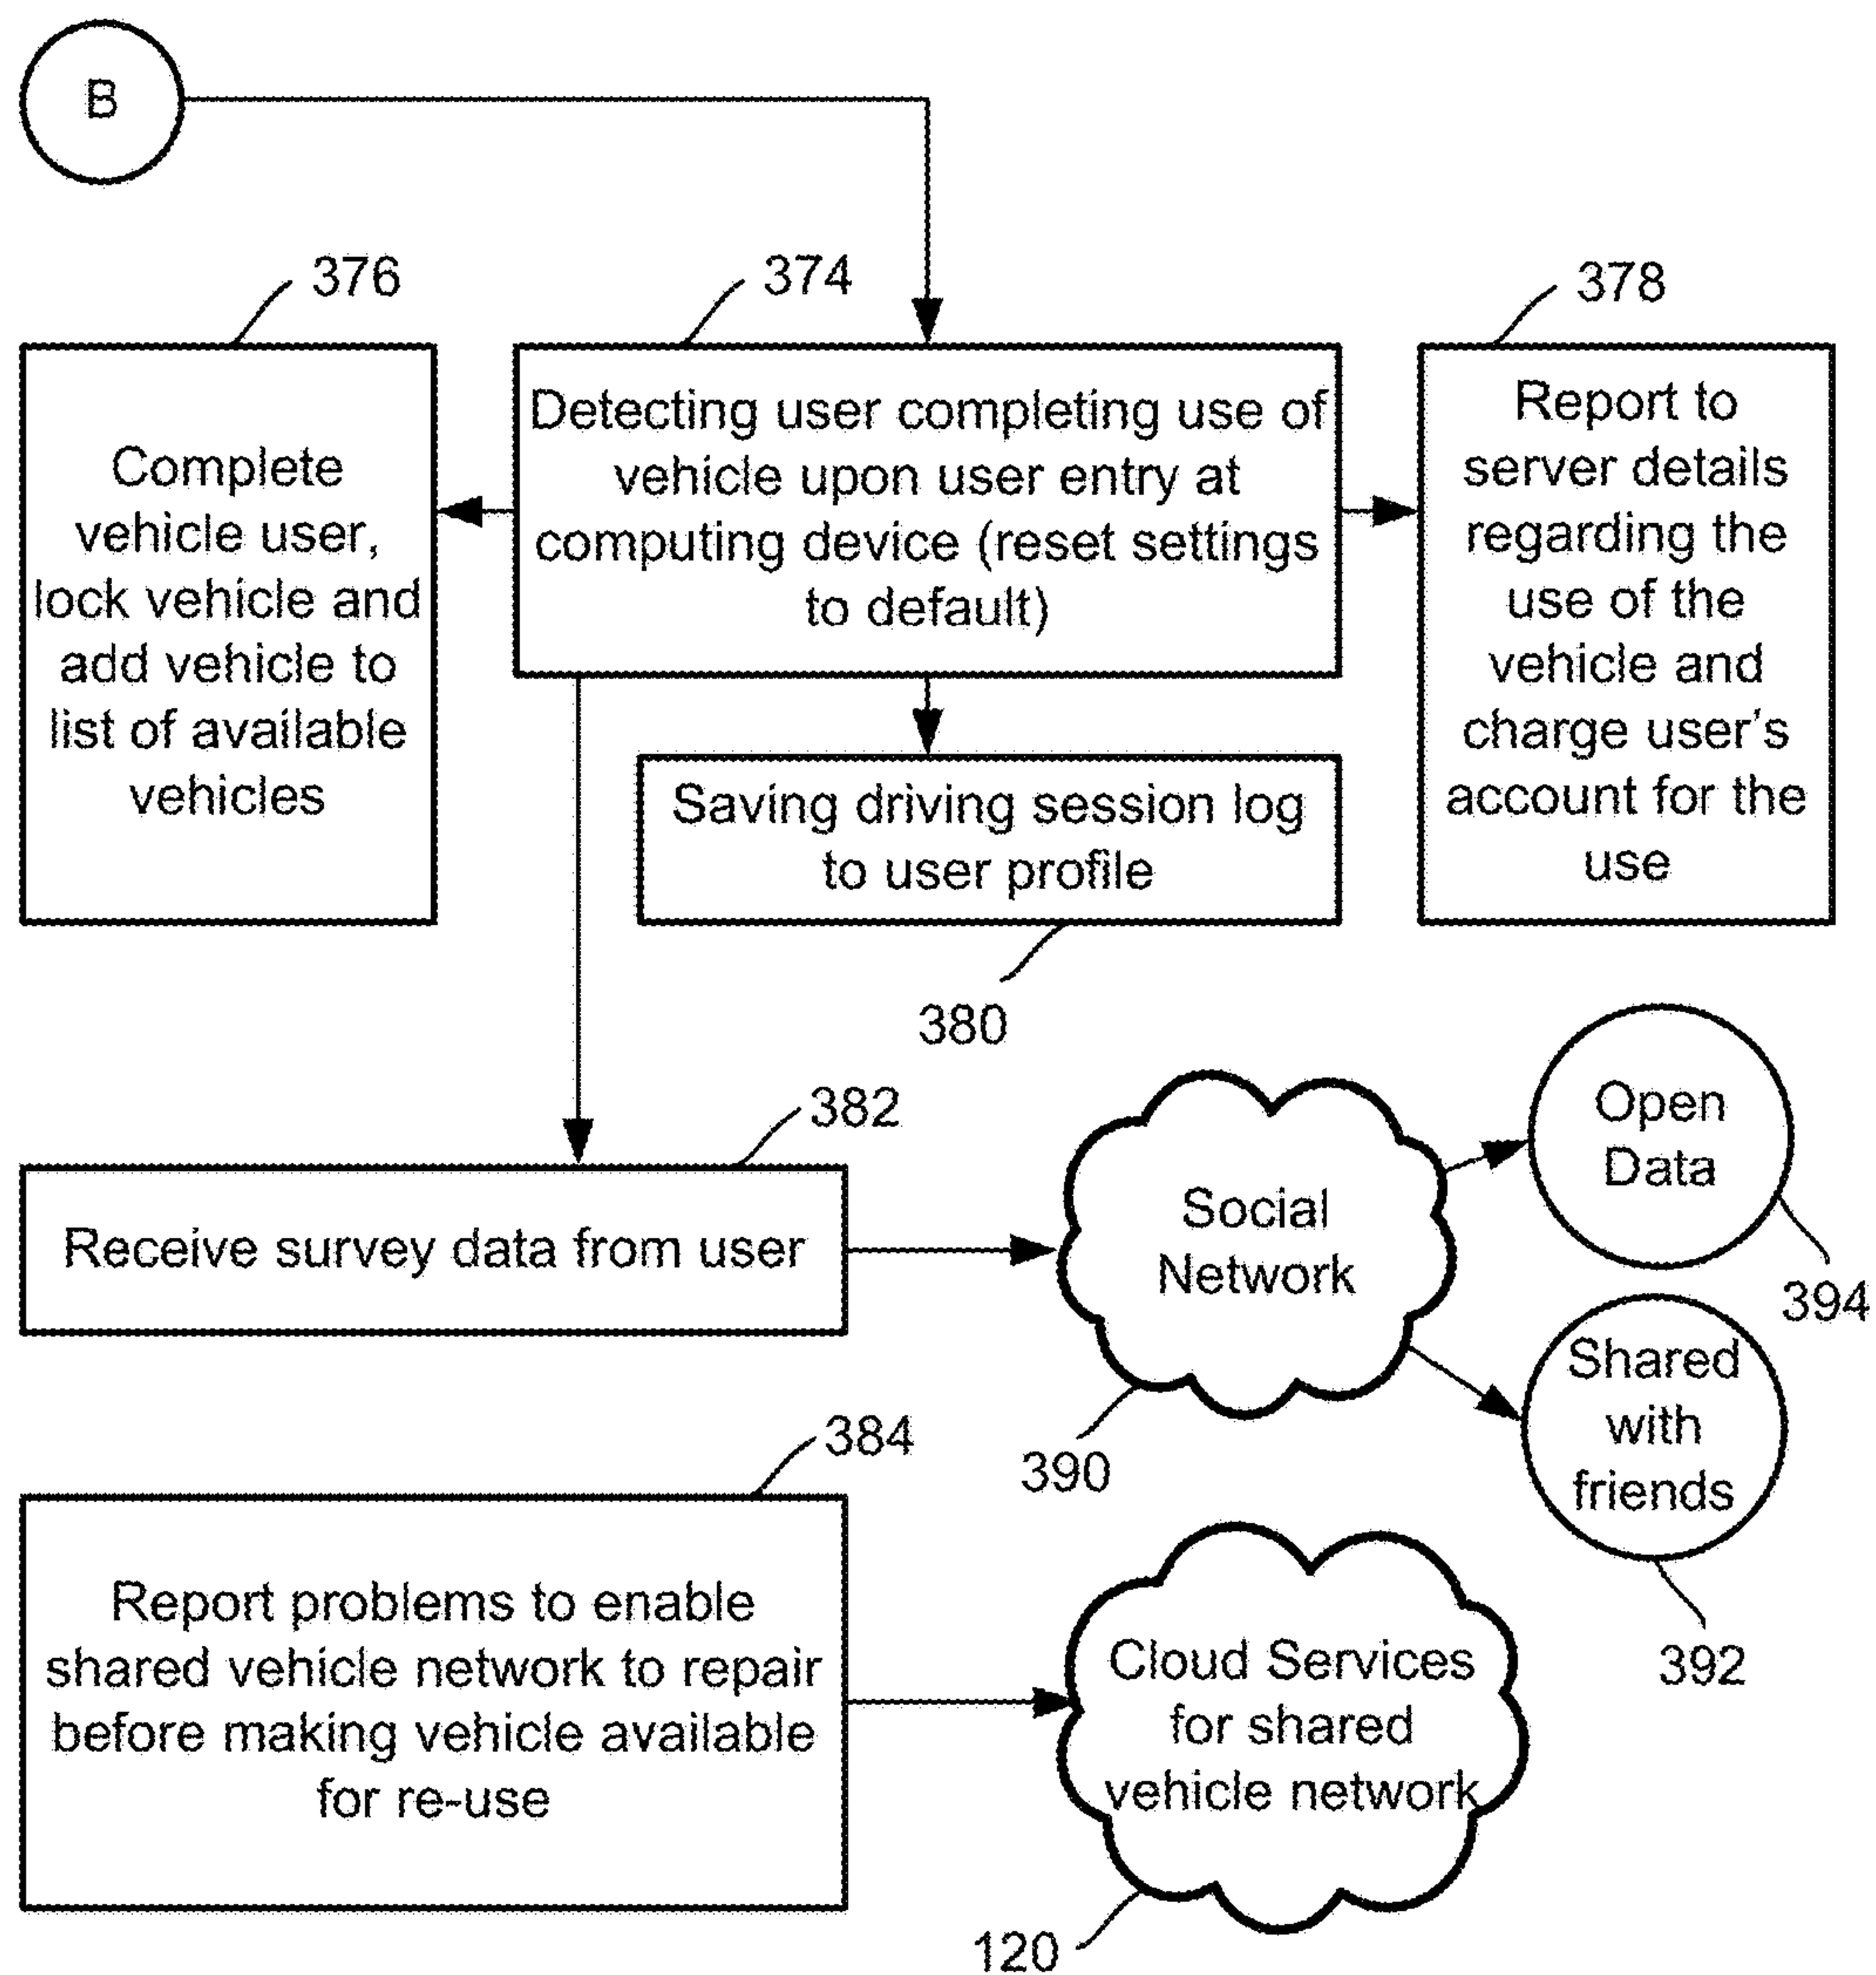 B
376
374
378
Complete
vehicle user,
lock vehicle and
add vehicle to
list of available
vehicles
Detecting user completing use of
vehicle upon user entry at
computing device (reset settings
to default)
Report to
server details
regarding the
use of the
vehicle and
charge user's
account for the
use
Saving driving session log
to user profile
380
382
Receive survey data from user
Social
Network
390
Open
Data
394
Shared
with
friends
392
384
Report problems to enable
shared vehicle network to repair
before making vehicle available
for re-use
Cloud Services
for shared
vehicle network
120